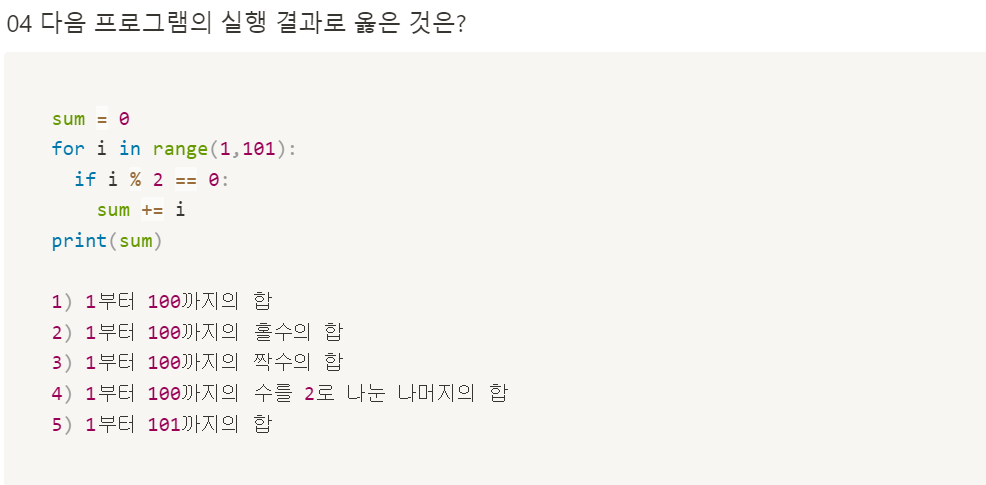 04 다음 프로그램의 실행 결과로 옳은 것은?
sum = 0
for i in range(1,101):
if i % 2 == 0:
sum += i
print(sum)
1) 1부터 100까지의 합
2) 1부터 100까지의 홀수의 합
3) 1부터 100까지의 짝수의 합
4) 1부터 100까지의 수를 2로 나눈 나머지의 합
5) 1부터 101까지의 합